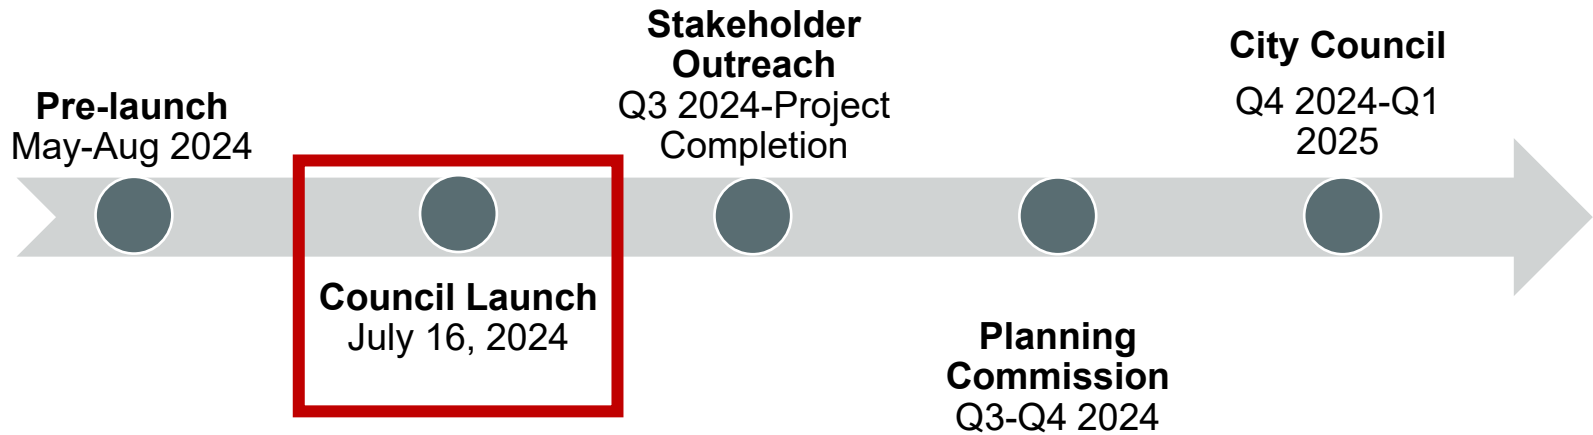 Pre-launch
May-Aug 2024
Council Launch
July 16, 2024
Stakeholder
Outreach
Q3 2024-Project
Completion
Planning
Commission
Q3-Q4 2024
City Council
Q4 2024-Q1
2025